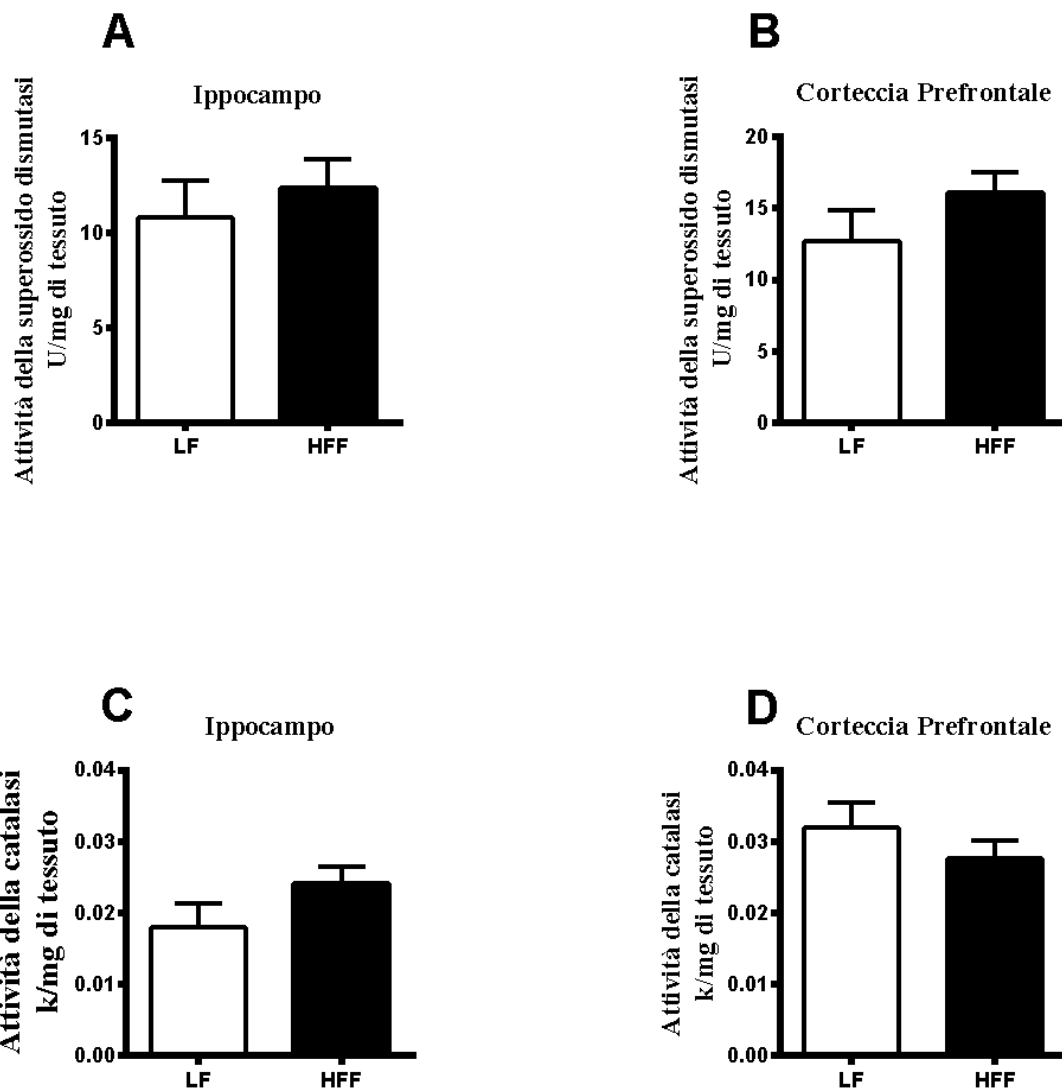 A
Ippocampo
Attività della superossido dismutasi
U/mg di tessuto
15
10
5
0
LF
HFF
B
Corteccia Prefrontale
Attività della superossido dismutasi
U/mg di tessuto
20
15
10
5
0
LF
HFF
C
Ippocampo
Attività della catalasi
k/mg di tessuto
0.04
0.03
0.02
0.01
0.00
LF
HFF
D
Corteccia Prefrontale
Attività della catalasi
k/mg di tessuto
0.04
0.03
0.02
0.01
0.00
LF
HFF